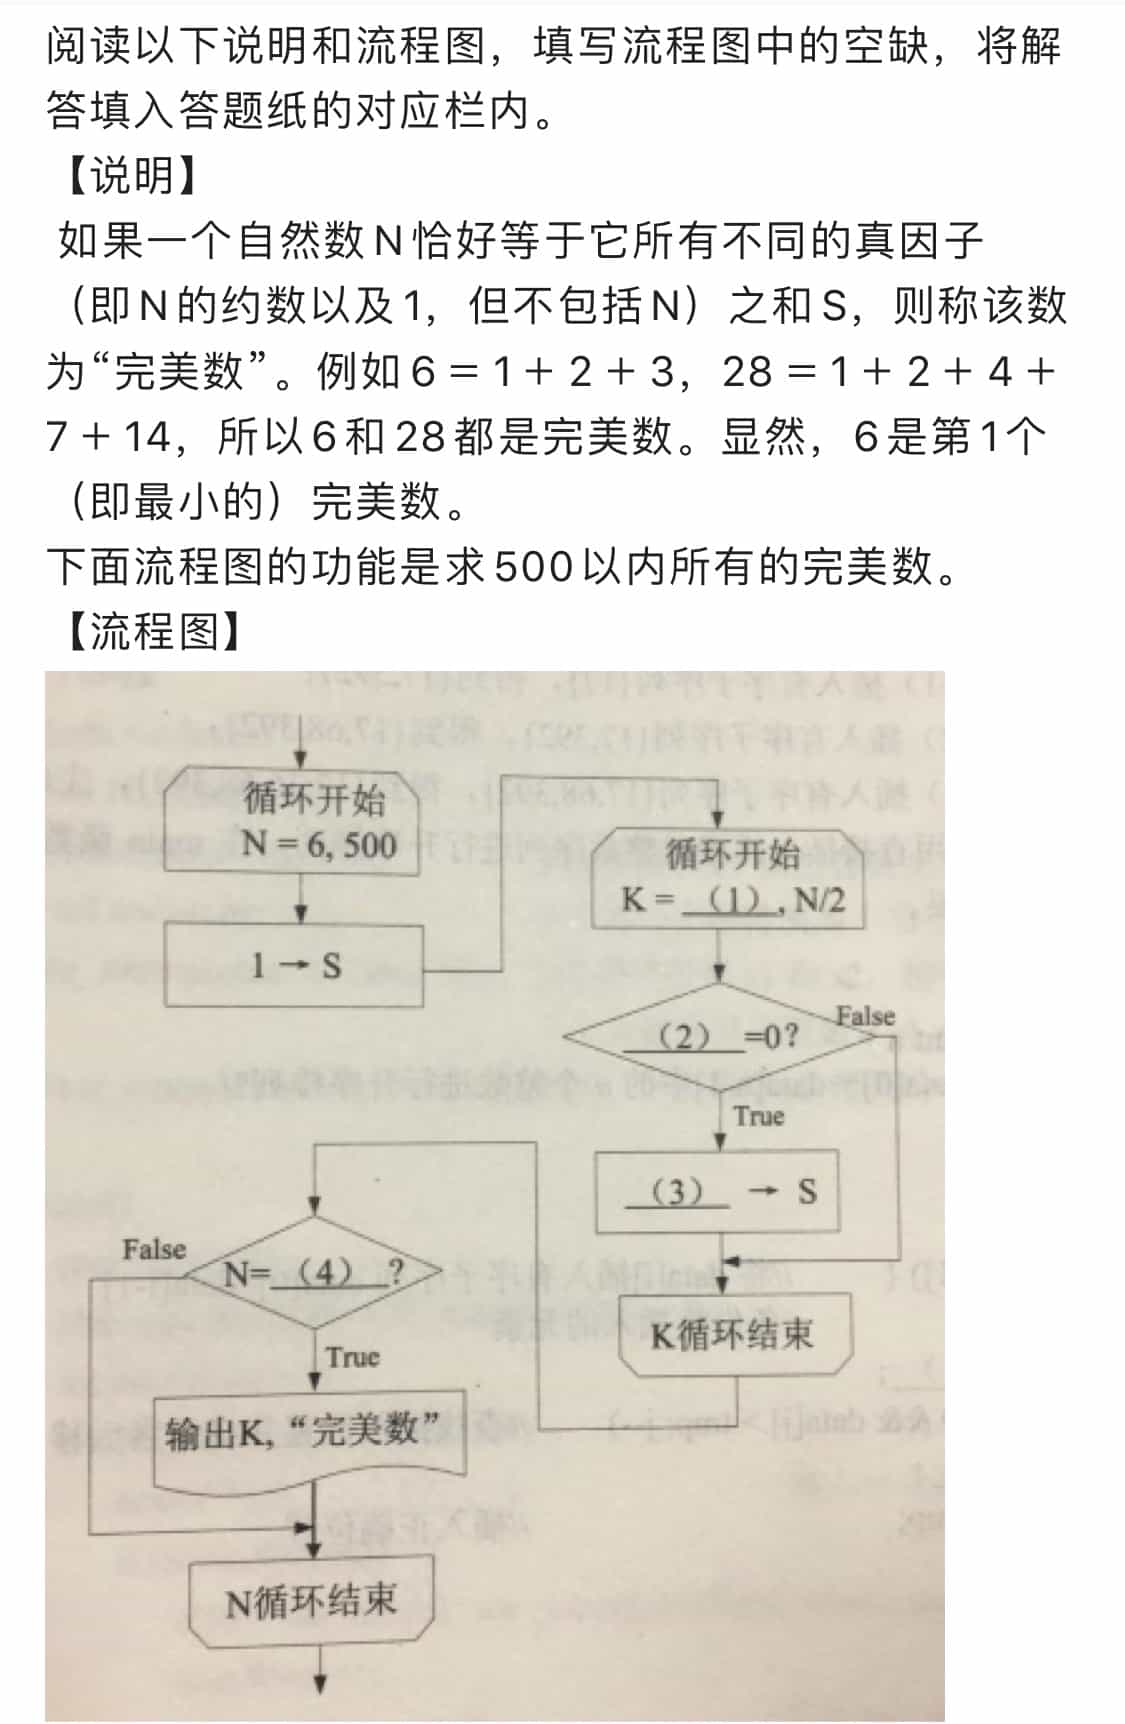 阅读以下说明和流程图，填写流程图中的空缺，将解
答填入答题纸的对应栏内。
【说明】
如果一个自然数N恰好等于它所有不同的真因子
（即N的约数以及1，但不包括N）之和S，则称该数
为“完美数”。例如6=1+2+3，28=1+2+4+
7+14，所以6和28都是完美数。显然，6是第1个
（即最小的）完美数。
下面流程图的功能是求500以内所有的完美数。
【流程图】
循环开始
N=6, 500
1→S
循环开始
K=（1）, N/2
（2）=0?
False
True
（3）→ S
K循环结束
False
N=（4）?
True
输出K, “完美数”
N循环结束